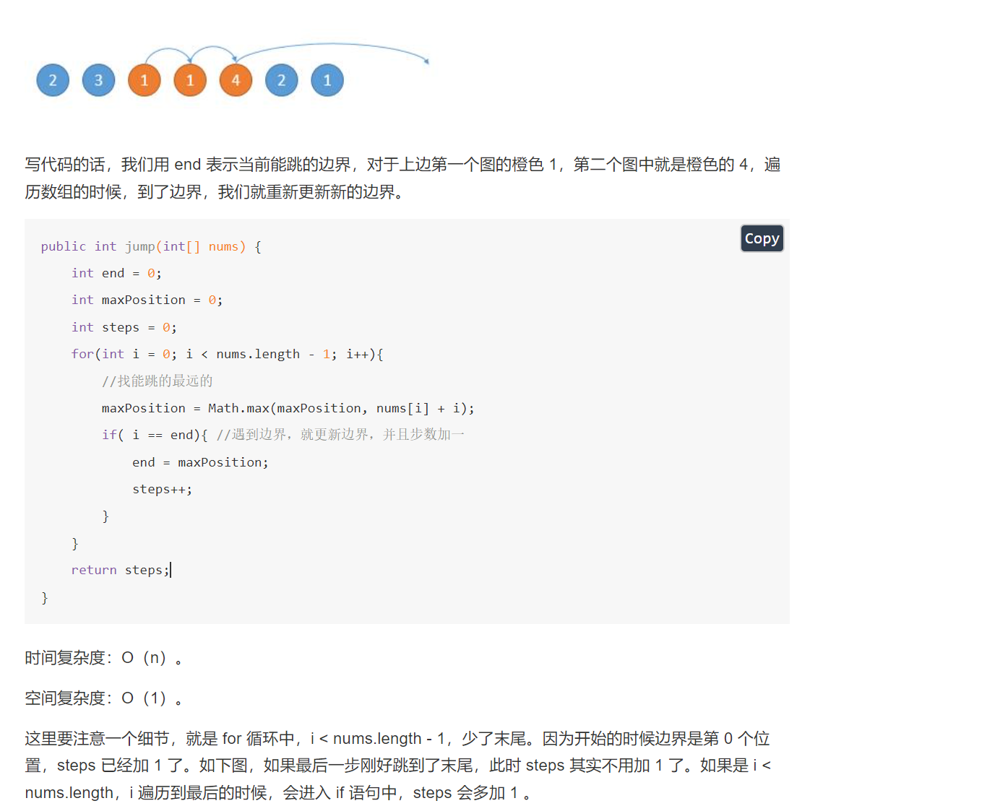 2 3 1 1 4 2 1
写代码的话，我们用 end 表示当前能跳的边界，对于上边第一个图的橙色 1，第二个图中就是橙色的 4，遍
历数组的时候，到了边界，我们就重新更新新的边界。
Copy
public int jump(int[] nums) {
    int end = 0;
    int maxPosition = 0;
    int steps = 0;
    for(int i = 0; i < nums.length - 1; i++){
        //找能跳的最远的
        maxPosition = Math.max(maxPosition, nums[i] + i);
        if( i == end){ //遇到边界，就更新边界，并且步数加一
            end = maxPosition;
            steps++;
        }
    }
    return steps;
}
时间复杂度：O（n）。
空间复杂度：O（1）。
这里要注意一个细节，就是 for 循环中，i < nums.length - 1，少了末尾。因为开始的时候边界是第 0 个位
置，steps 已经加 1 了。如下图，如果最后一步刚好跳到了末尾，此时 steps 其实不用加 1 了。如果是 i <
nums.length，i 遍历到最后的时候，会进入 if 语句中，steps 会多加 1 。